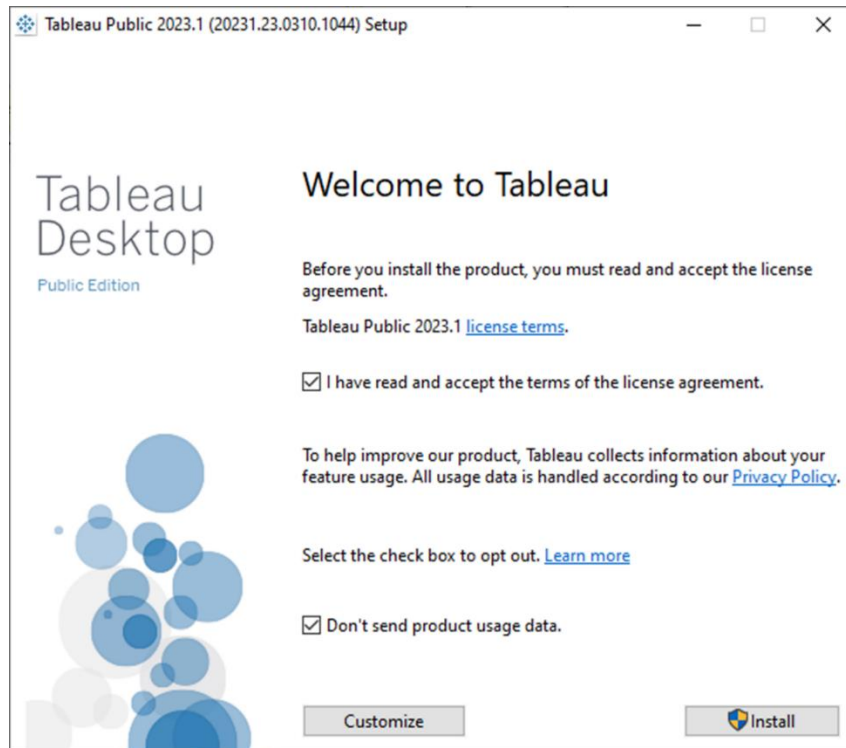 Tableau Public 2023.1 (20231.23.0310.1044) Setup
Tableau
Desktop
Public Edition
Welcome to Tableau
Before you install the product, you must read and accept the license
agreement.
Tableau Public 2023.1 license terms.
I have read and accept the terms of the license agreement.
To help improve our product, Tableau collects information about your
feature usage. All usage data is handled according to our Privacy Policy.
Select the check box to opt out. Learn more
Don't send product usage data.
Customize
Install